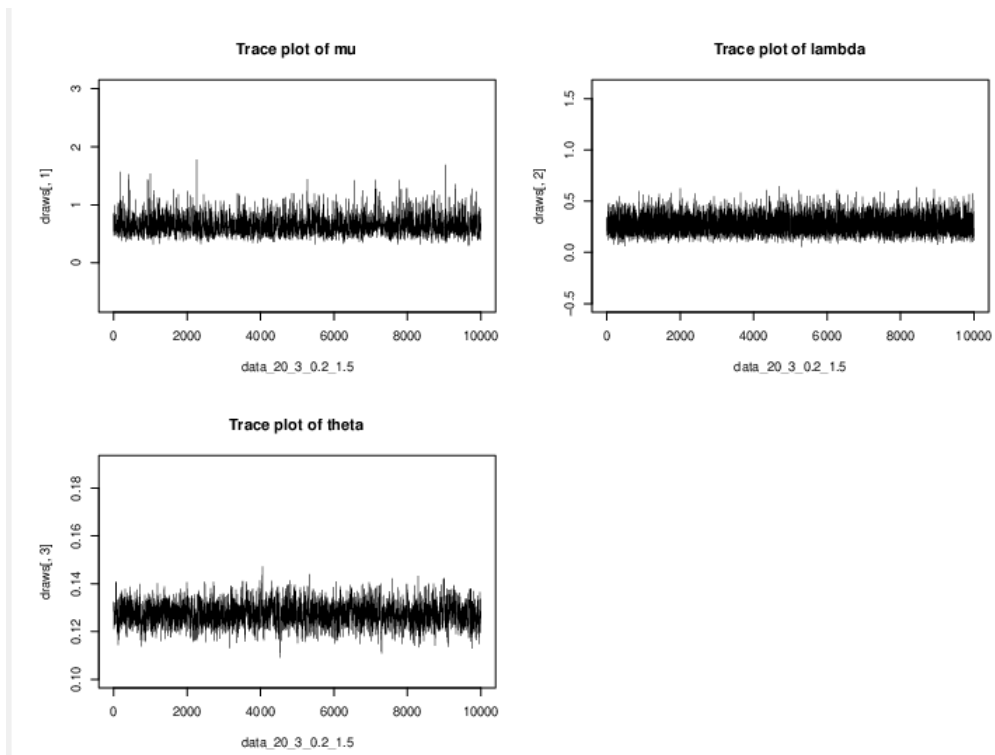 Trace plot of mu
draws[, 1]
3
2
1
0
0 2000 4000 6000 8000 10000
data_20_3_0.2_1.5
Trace plot of lambda
draws[, 2]
1.5
1.0
0.5
0.0
-0.5
0 2000 4000 6000 8000 10000
data_20_3_0.2_1.5
Trace plot of theta
draws[, 3]
0.18
0.16
0.14
0.12
0.10
0 2000 4000 6000 8000 10000
data_20_3_0.2_1.5